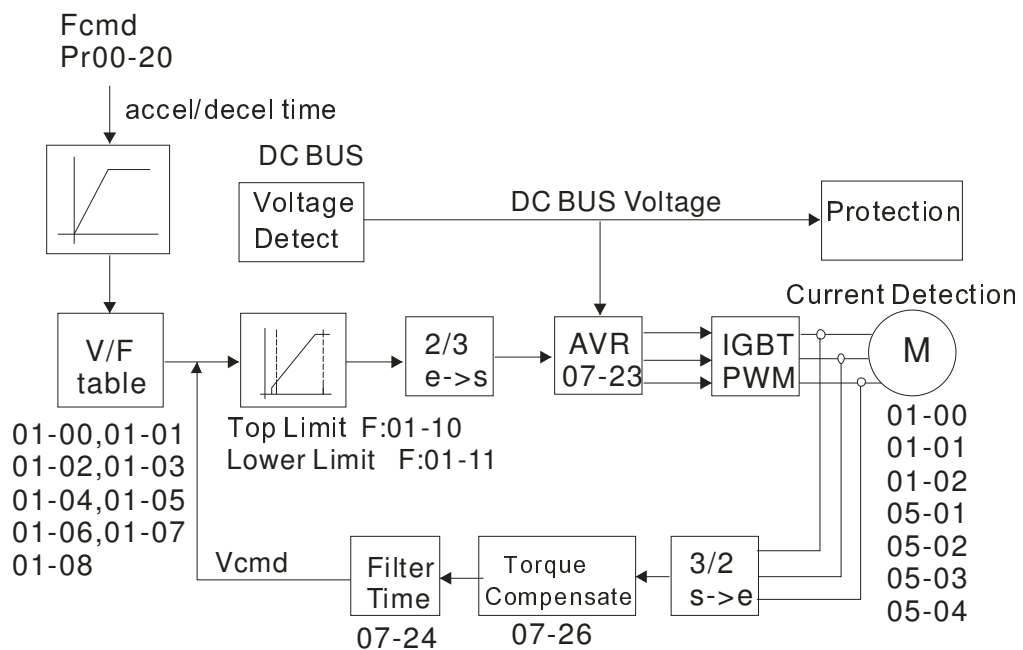 Fcmd
Pr00-20
accel/decel time
DC BUS
Voltage
Detect
DC BUS Voltage
Protection
Current Detection
V/F
table
2/3
e->s
AVR
07-23
IGBT
PWM
M
01-00,01-01
01-02,01-03
01-04,01-05
01-06,01-07
01-08
Top Limit F:01-10
Lower Limit F:01-11
01-00
01-01
01-02
05-01
05-02
05-03
05-04
Vcmd
Filter
Time
07-24
Torque
Compensate
07-26
3/2
s->e